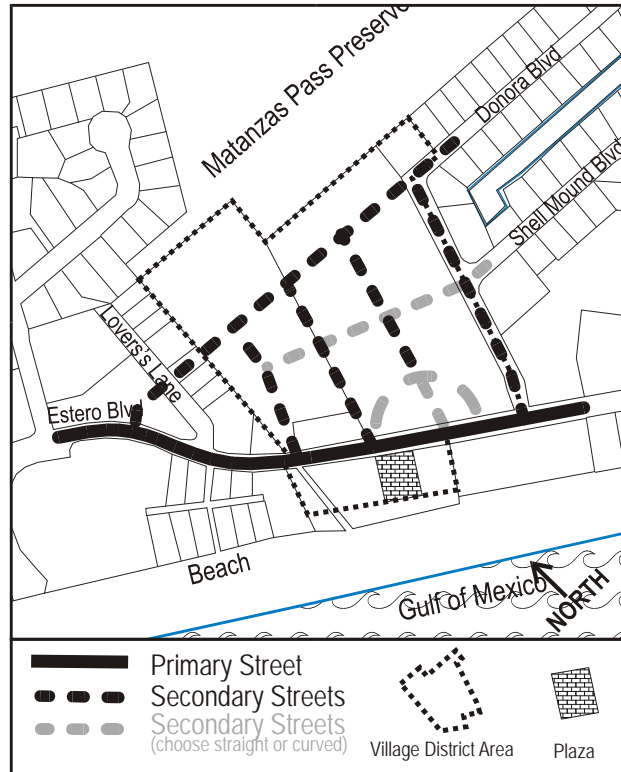 Matanzas Pass Preserve
Donora Blvd
Shell Mound Blvd
Lovers's Lane
Estero Blvd
Beach
Gulf of Mexico
NORTH
Primary Street
Secondary Streets
Secondary Streets
(choose straight or curved)
Village District Area
Plaza